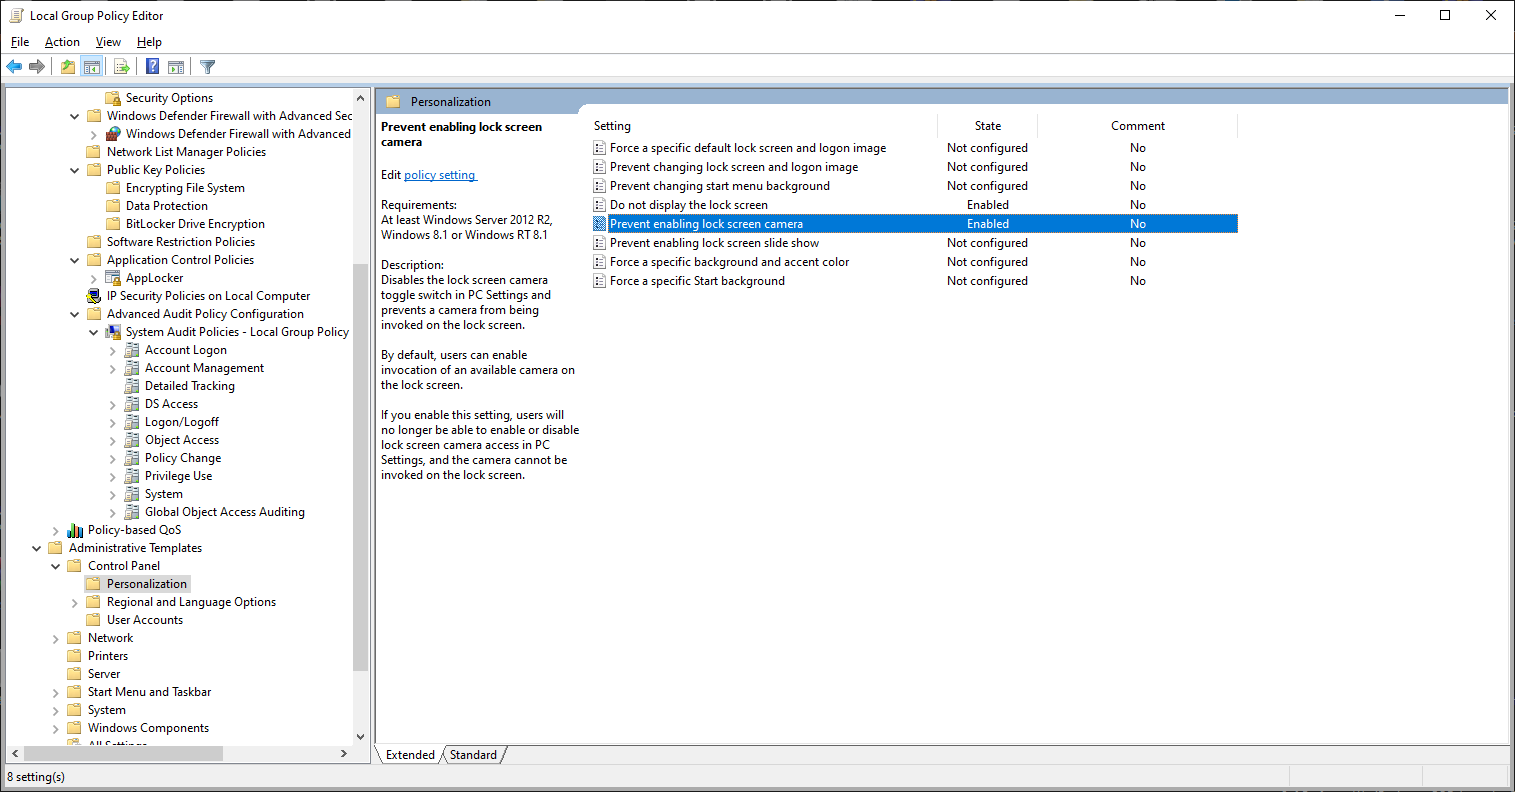 Local Group Policy Editor
File Action View Help
Security Options
Windows Defender Firewall with Advanced Sec
Windows Defender Firewall with Advanced
Network List Manager Policies
Public Key Policies
Encrypting File System
Data Protection
BitLocker Drive Encryption
Software Restriction Policies
Application Control Policies
AppLocker
IP Security Policies on Local Computer
Advanced Audit Policy Configuration
System Audit Policies - Local Group Policy
Account Logon
Account Management
Detailed Tracking
DS Access
Logon/Logoff
Object Access
Policy Change
Privilege Use
System
Global Object Access Auditing
Policy-based QoS
Administrative Templates
Control Panel
Personalization
Regional and Language Options
User Accounts
Network
Printers
Server
Start Menu and Taskbar
System
Windows Components
All Settings
Personalization
Prevent enabling lock screen
camera
Edit policy setting
Requirements:
At least Windows Server 2012 R2,
Windows 8.1 or Windows RT 8.1
Description:
Disables the lock screen camera
toggle switch in PC Settings and
prevents a camera from being
invoked on the lock screen.
By default, users can enable
invocation of an available camera on
the lock screen.
If you enable this setting, users will
no longer be able to enable or disable
lock screen camera access in PC
Settings, and the camera cannot be
invoked on the lock screen.
Setting State Comment
Force a specific default lock screen and logon image Not configured No
Prevent changing lock screen and logon image Not configured No
Prevent changing start menu background Not configured No
Do not display the lock screen Enabled No
Prevent enabling lock screen camera Enabled No
Prevent enabling lock screen slide show Not configured No
Force a specific background and accent color Not configured No
Force a specific Start background Not configured No
Extended Standard
8 setting(s)